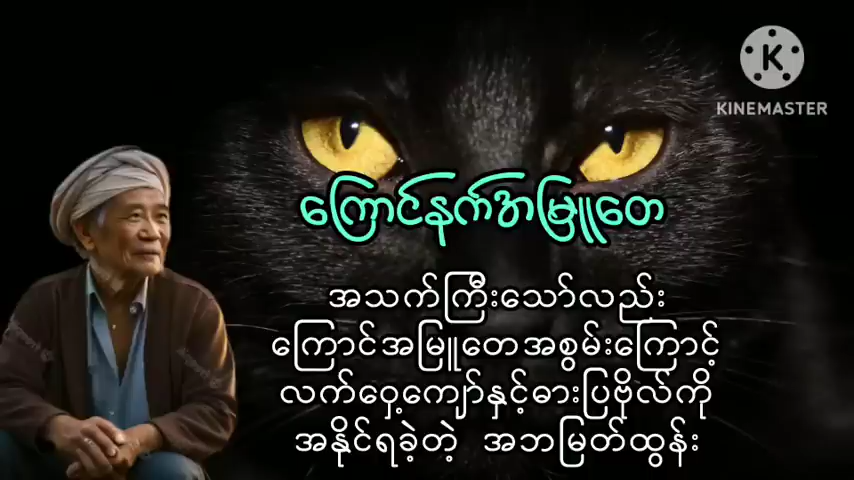 KINEMASTER
ကြောင်နက်အမြူတေ
အသက်ကြီးသော်လည်း
ကြောင်အမြူတေအစွမ်းကြောင့်
လက်ဝှေ့ကျော်နှင့်ဓားပြဗိုလ်ကို
အနိုင်ရခဲ့တဲ့ အဘမြတ်ထွန်း